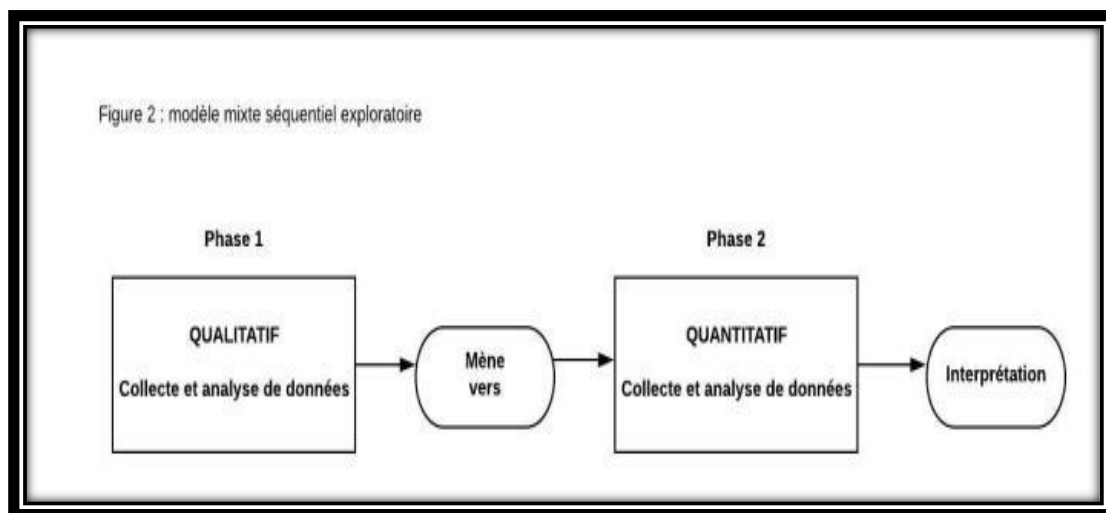 Figure 2 : modèle mixte séquentiel exploratoire
Phase 1
QUALITATIF
Collecte et analyse de données
Mène
vers
Phase 2
QUANTITATIF
Collecte et analyse de données
Interprétation